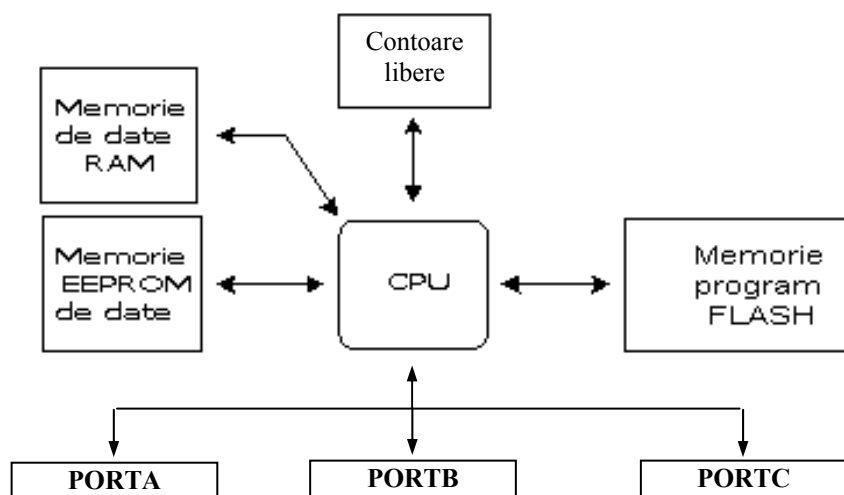 Contoare
libere
Memorie
de date
RAM
Memorie
EEPROM
de date
CPU
Memorie
program
FLASH
PORTA
PORTB
PORTC